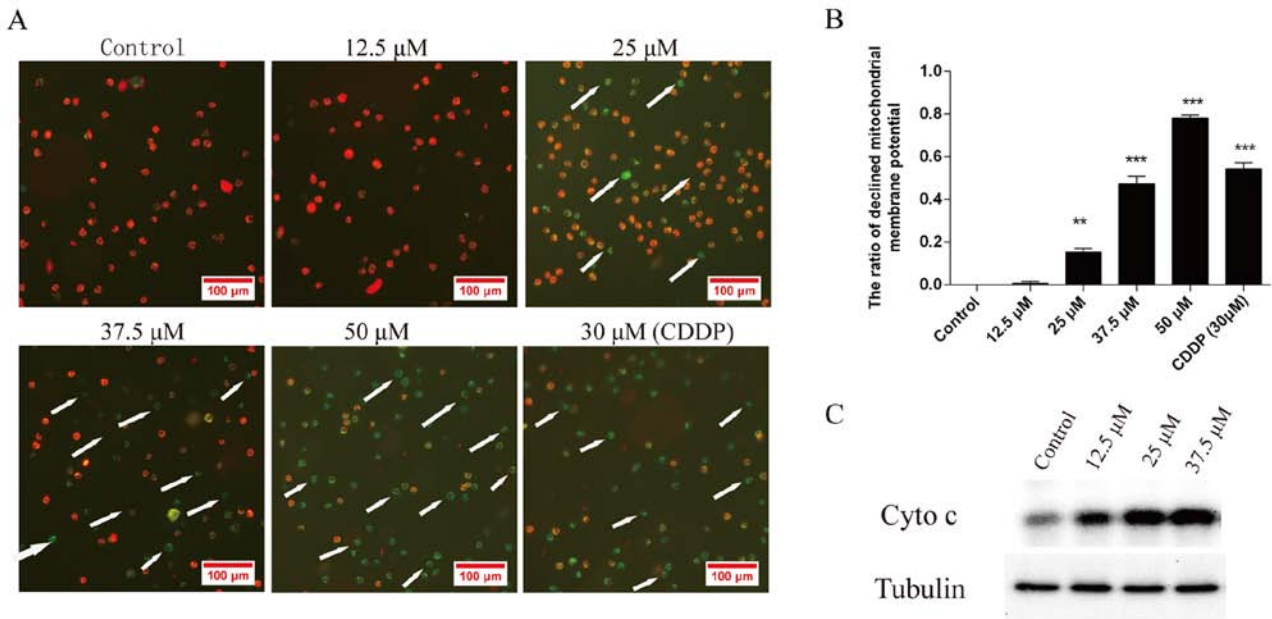 A
Control
12.5 μM
25 μM
100 μm
100 μm
100 μm
37.5 μM
50 μM
30 μM (CDDP)
100 μm
100 μm
100 μm
B
The ratio of declined mitochondrial
membrane potential
1.0
0.8
0.6
0.4
0.2
0.0
**
***
***
***
Control
12.5 μM
25 μM
37.5 μM
50 μM
CDDP (30μM)
C
Control
12.5 μM
25 μM
37.5 μM
Cyto c
Tubulin